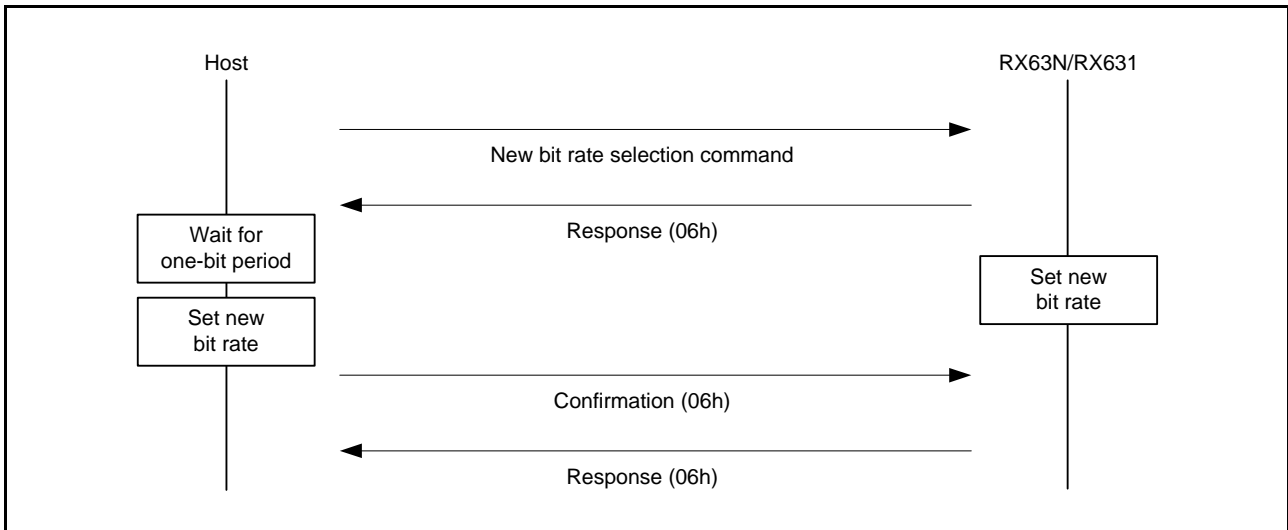 Host
RX63N/RX631
New bit rate selection command
Response (06h)
Wait for
one-bit period
Set new
bit rate
Set new
bit rate
Confirmation (06h)
Response (06h)